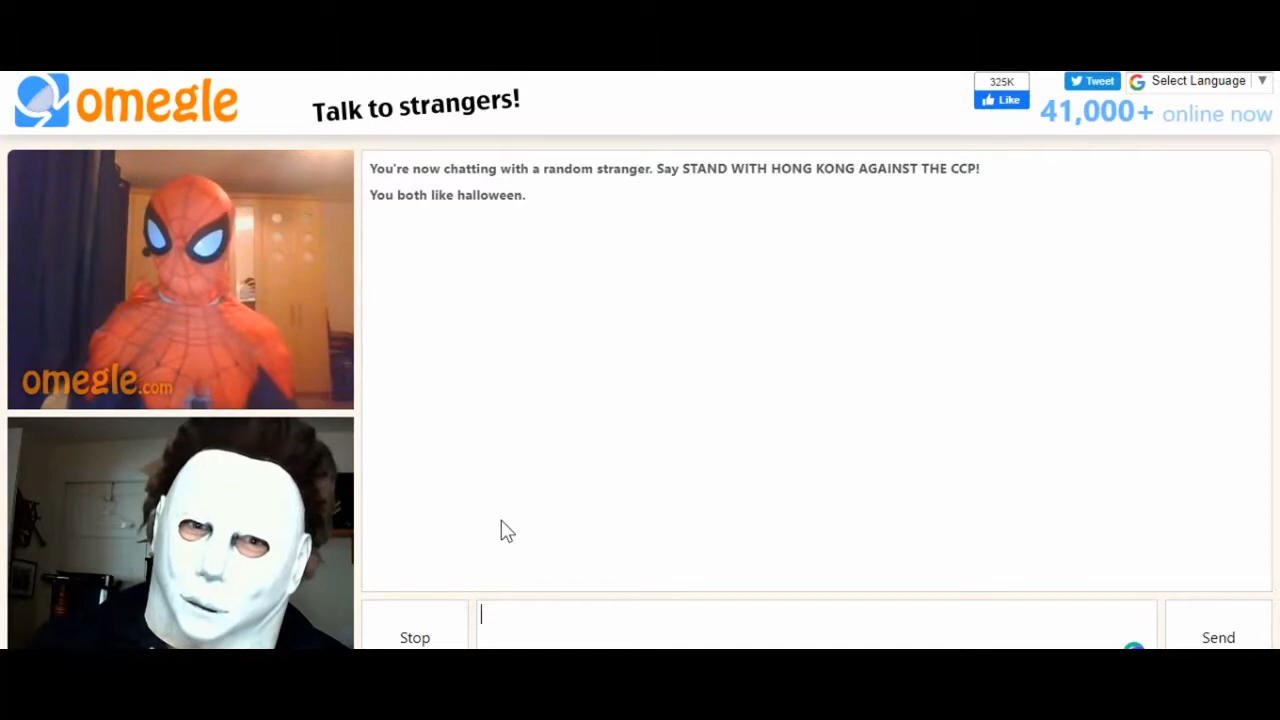 omegle
Talk to strangers!
325K
Like
Tweet
Select Language
41,000+ online now
You're now chatting with a random stranger. Say STAND WITH HONG KONG AGAINST THE CCP!
You both like halloween.
omegle.com
Stop
Send